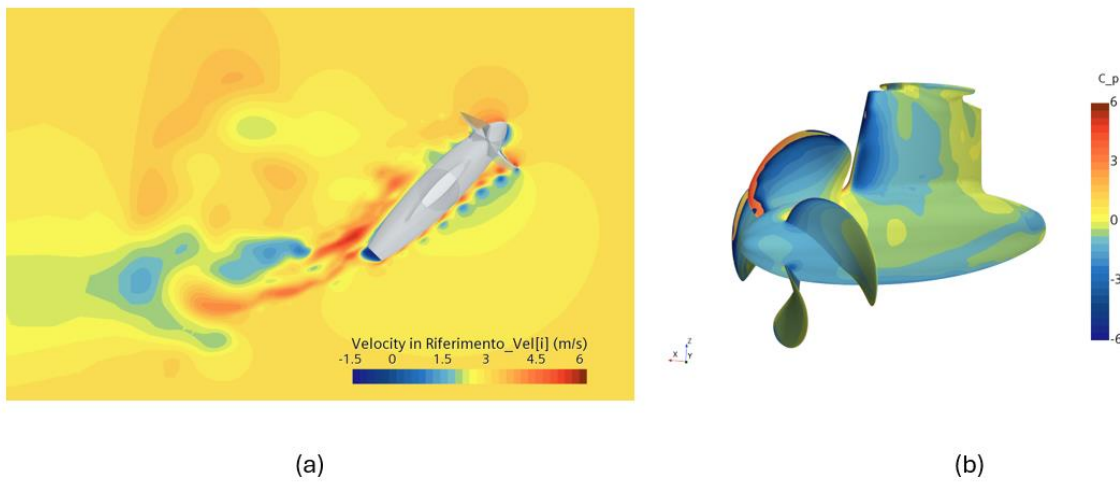 Velocity in Riferimento_Vel[i] (m/s)
-1.5 0 1.5 3 4.5 6
C_p
6
3
0
-3
-6
Z
X Y
(a)
(b)